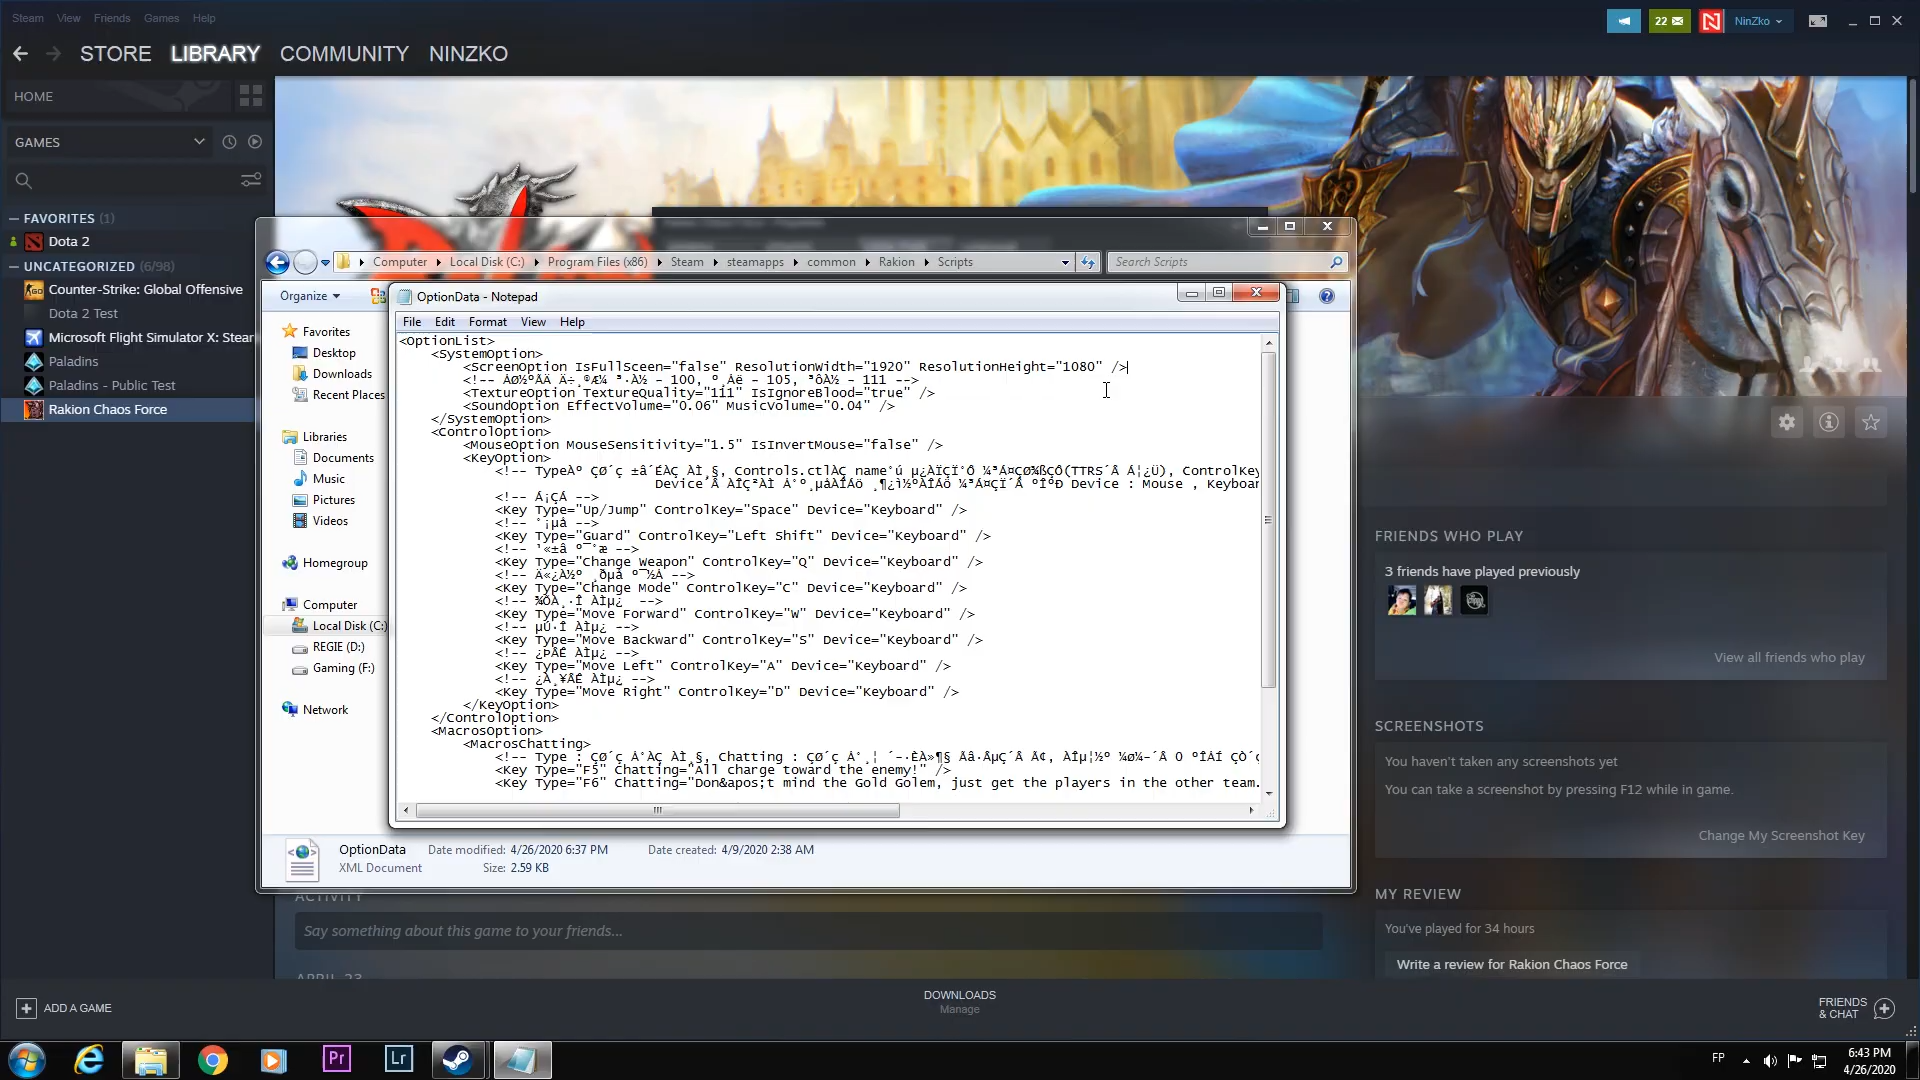 Steam View Friends Games Help
22
NinZko
STORE LIBRARY COMMUNITY NINZKO
HOME
GAMES
FAVORITES (1)
Dota 2
UNCATEGORIZED (6/98)
Counter-Strike: Global Offensive
Dota 2 Test
Microsoft Flight Simulator X: Stear
Paladins
Paladins - Public Test
Rakion Chaos Force
Computer Local Disk (C:) Program Files (x86) Steam steamapps common Rakion Scripts
Search Scripts
Organize
Favorites
Desktop
Downloads
Recent Places
Libraries
Documents
Music
Pictures
Videos
Homegroup
Computer
Local Disk (C:)
REGIE (D:)
Gaming (F:)
Network
OptionData - Notepad
File Edit Format View Help
<OptionList>
<SystemOption>
<ScreenOption IsFullSceen="false" ResolutionWidth="1920" ResolutionHeight="1080" />
<TextureOption TextureQuality="111" IsIgnoreBlood="true" />
<SoundOption EffectVolume="0.06" MusicVolume="0.04" />
</SystemOption>
<ControlOption>
<MouseOption MouseSensitivity="1.5" IsInvertMouse="false" />
<KeyOption>
<Key Type="Up/Jump" ControlKey="Space" Device="Keyboard" />
<Key Type="Guard" ControlKey="Left Shift" Device="Keyboard" />
<Key Type="Change Weapon" ControlKey="Q" Device="Keyboard" />
<Key Type="Change Mode" ControlKey="C" Device="Keyboard" />
<Key Type="Move Forward" ControlKey="W" Device="Keyboard" />
<Key Type="Move Backward" ControlKey="S" Device="Keyboard" />
<Key Type="Move Left" ControlKey="A" Device="Keyboard" />
<Key Type="Move Right" ControlKey="D" Device="Keyboard" />
</KeyOption>
</ControlOption>
<MacrosOption>
<MacrosChatting>
<Key Type="F5" Chatting="All charge toward the enemy!" />
<Key Type="F6" Chatting="Don&apos;t mind the Gold Golem, just get the players in the other team.
OptionData Date modified: 4/26/2020 6:37 PM Date created: 4/9/2020 2:38 AM
XML Document Size: 2.59 KB
FRIENDS WHO PLAY
3 friends have played previously
View all friends who play
SCREENSHOTS
You haven't taken any screenshots yet
You can take a screenshot by pressing F12 while in game.
Change My Screenshot Key
MY REVIEW
You've played for 34 hours
Write a review for Rakion Chaos Force
ACTIVITY
Say something about this game to your friends...
APRIL 23
ADD A GAME
DOWNLOADS
Manage
FRIENDS
& CHAT
Pr
Lr
FP
6:43 PM
4/26/2020